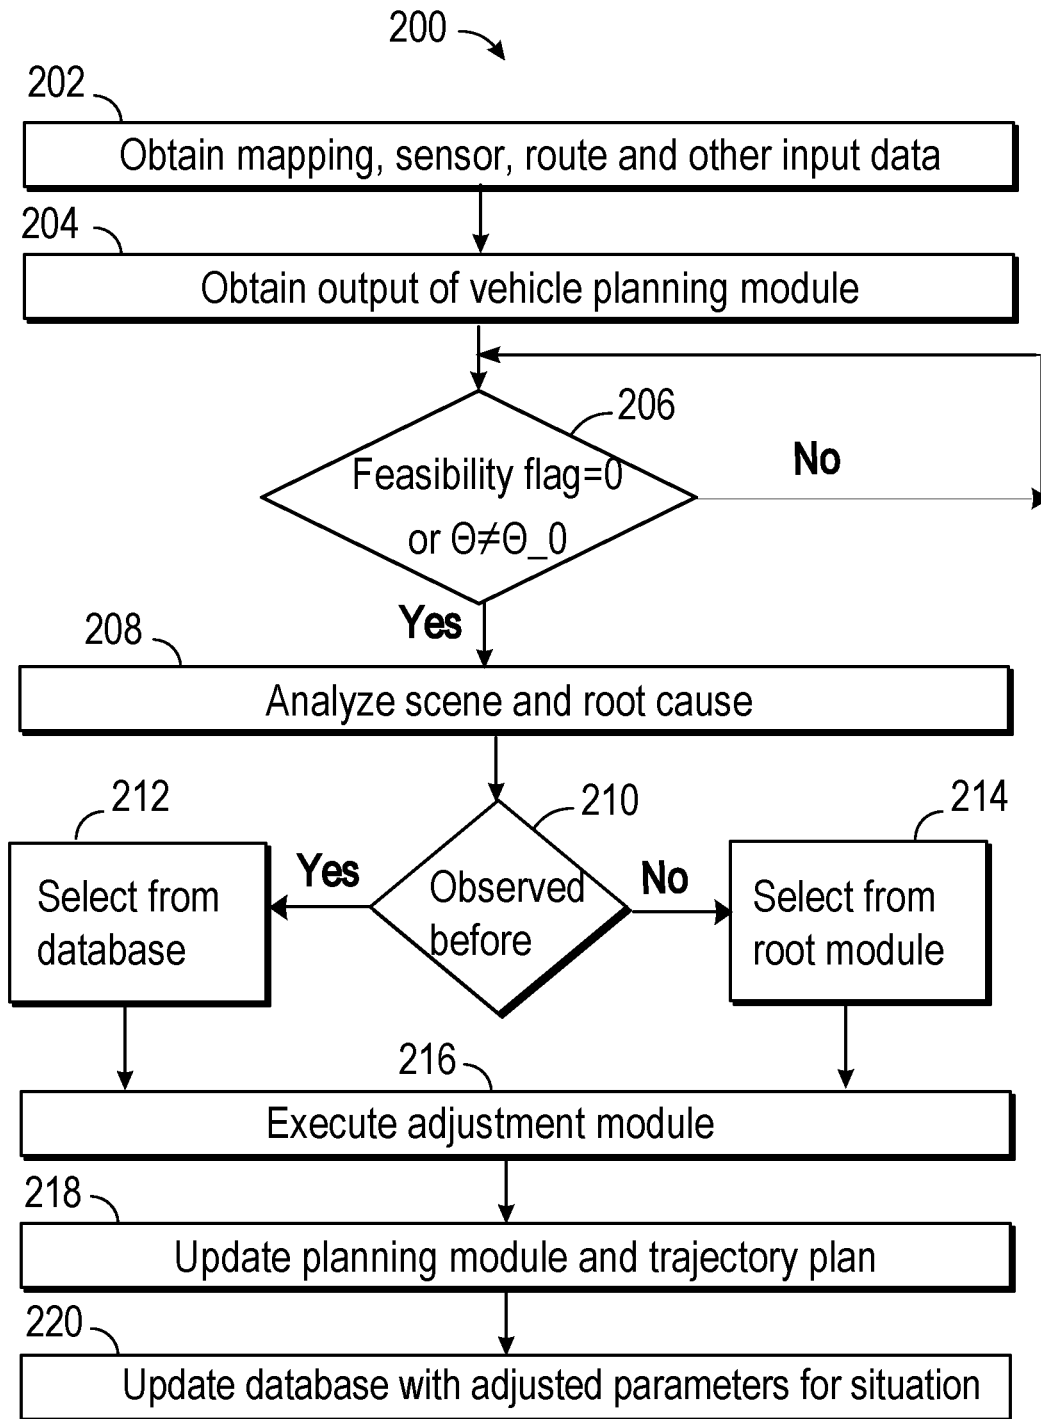 200
202
Obtain mapping, sensor, route and other input data
204
Obtain output of vehicle planning module
206
Feasibility flag=0
or Θ≠Θ_0
No
Yes
208
Analyze scene and root cause
212
210
214
Yes
No
Select from
database
Observed
before
Select from
root module
216
Execute adjustment module
218
Update planning module and trajectory plan
220
Update database with adjusted parameters for situation